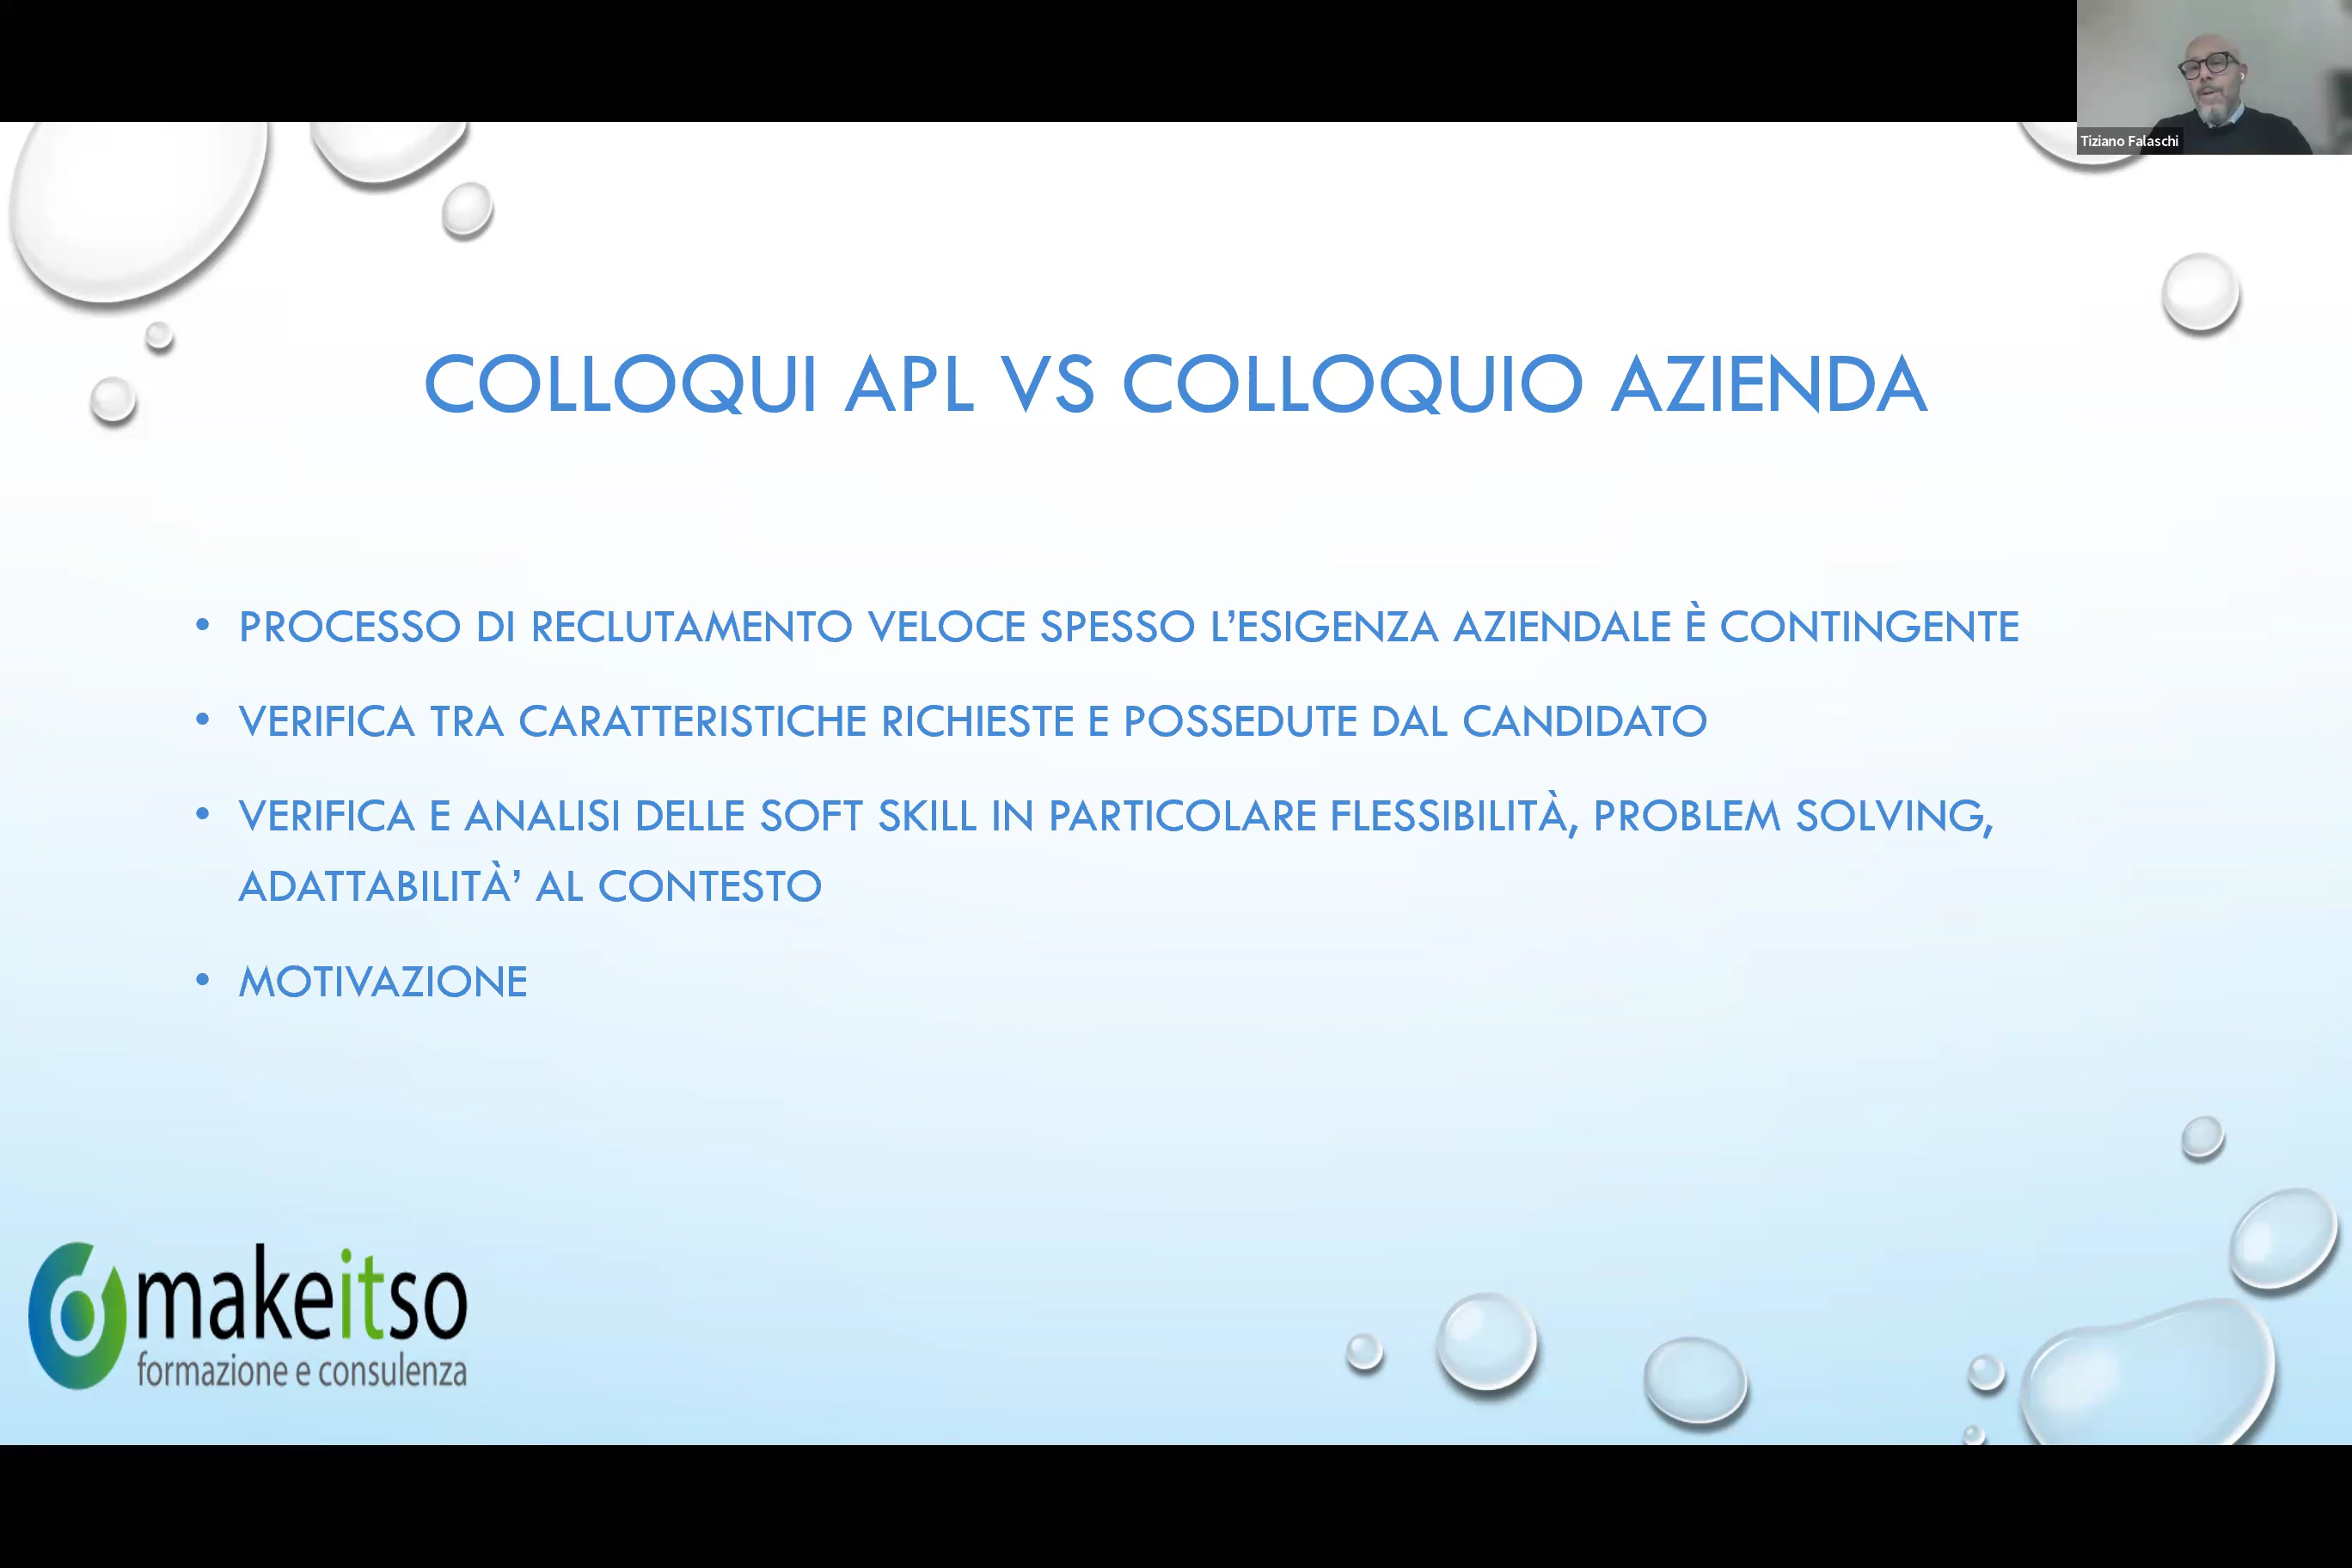 Tiziano Falaschi
COLLOQUI APL VS COLLOQUIO AZIENDA
• PROCESSO DI RECLUTAMENTO VELOCE SPESSO L’ESIGENZA AZIENDALE È CONTINGENTE
• VERIFICA TRA CARATTERISTICHE RICHIESTE E POSSEDUTE DAL CANDIDATO
• VERIFICA E ANALISI DELLE SOFT SKILL IN PARTICOLARE FLESSIBILITÀ, PROBLEM SOLVING,
ADATTABILITÀ’ AL CONTESTO
• MOTIVAZIONE
makeitso
formazione e consulenza